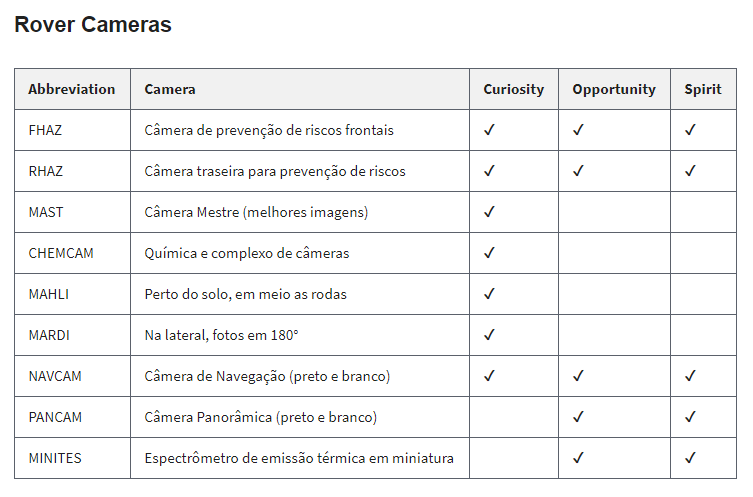 Rover Cameras
Abbreviation Camera Curiosity Opportunity Spirit
FHAZ Câmera de prevenção de riscos frontais ✓ ✓ ✓
RHAZ Câmera traseira para prevenção de riscos ✓ ✓ ✓
MAST Câmera Mestre (melhores imagens) ✓
CHEMCAM Química e complexo de câmeras ✓
MAHLI Perto do solo, em meio as rodas ✓
MARDI Na lateral, fotos em 180° ✓
NAVCAM Câmera de Navegação (preto e branco) ✓ ✓ ✓
PANCAM Câmera Panorâmica (preto e branco) ✓ ✓
MINITES Espectrômetro de emissão térmica em miniatura ✓ ✓